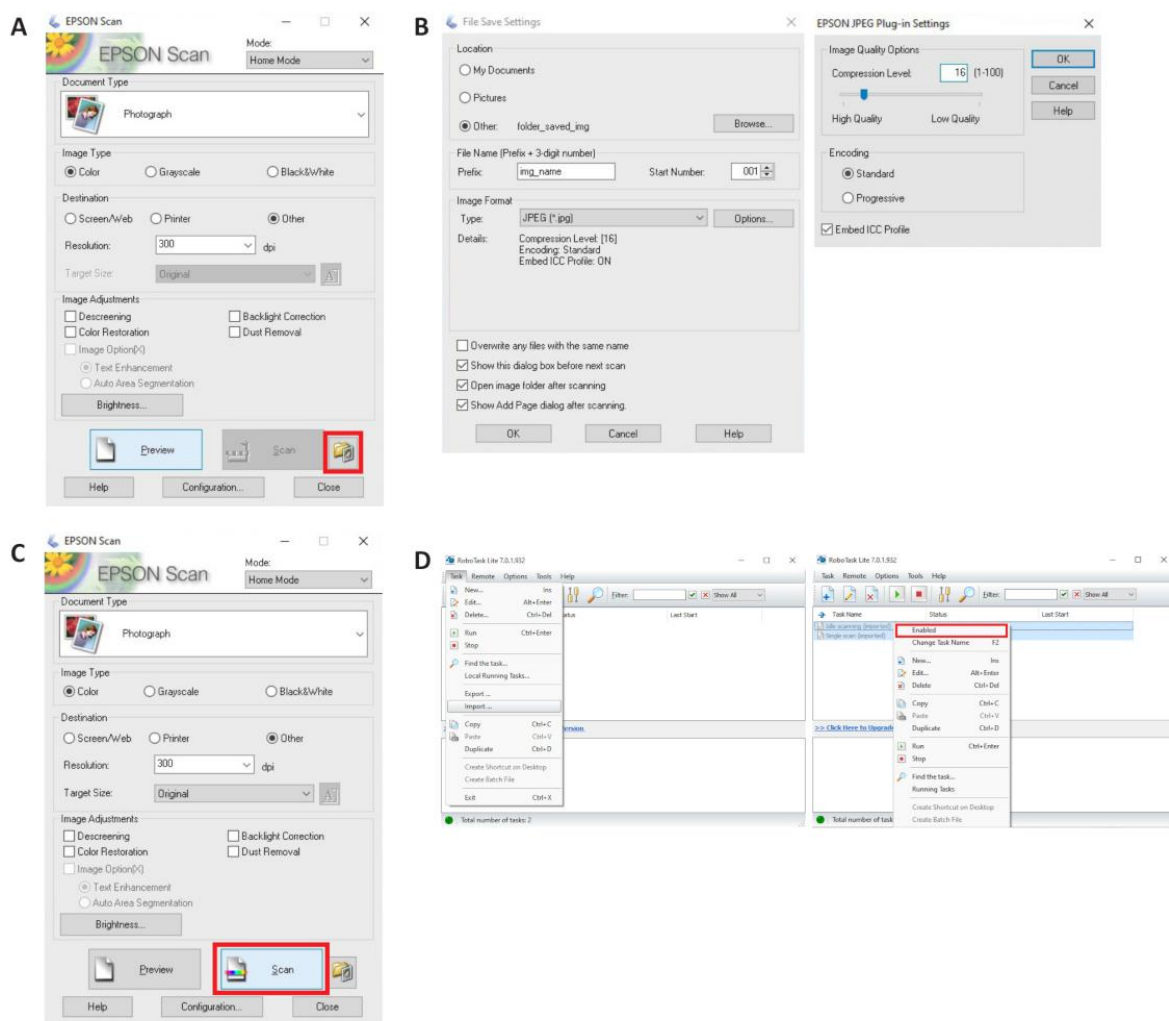 A
EPSON Scan
EPSON Scan
Mode:
Home Mode
Document Type
Photograph
Image Type
Color Grayscale Black&White
Destination
Screen/Web Printer Other
Resolution: 300 dpi
Target Size: Original
Image Adjustments
Descreening Backlight Correction
Color Restoration Dust Removal
Image Option(X)
Text Enhancement
Auto Area Segmentation
Brightness...
Preview Scan
Help Configuration... Close
B
File Save Settings
Location
My Documents
Pictures
Other: folder_saved_img Browse...
File Name (Prefix + 3-digit number)
Prefix: img_name Start Number: 001
Image Format
Type: JPEG (*.jpg) Options...
Details: Compression Level: [16]
Encoding: Standard
Embed ICC Profile: ON
Overwrite any files with the same name
Show this dialog box before next scan
Open image folder after scanning
Show Add Page dialog after scanning.
OK Cancel Help
EPSON JPEG Plug-in Settings
Image Quality Options
Compression Level: 16 (1-100)
High Quality Low Quality
OK
Cancel
Help
Encoding
Standard
Progressive
Embed ICC Profile
C
EPSON Scan
EPSON Scan
Mode:
Home Mode
Document Type
Photograph
Image Type
Color Grayscale Black&White
Destination
Screen/Web Printer Other
Resolution: 300 dpi
Target Size: Original
Image Adjustments
Descreening Backlight Correction
Color Restoration Dust Removal
Image Option(X)
Text Enhancement
Auto Area Segmentation
Brightness...
Preview Scan
Help Configuration... Close
D
RoboTask Lite 7.0.1.932
Task Remote Options Tools Help
Filter: Show All
Last Start
New... Ins
Edit... Alt+Enter
Delete... Ctrl+Del
Run Ctrl+Enter
Stop
Find the task...
Local Running Tasks...
Export ...
Import ...
Copy Ctrl+C
Paste Ctrl+V
Duplicate Ctrl+D
Create Shortcut on Desktop
Create Batch File
Exit Ctrl+X
Total number of tasks: 2
RoboTask Lite 7.0.1.932
Task Remote Options Tools Help
Filter: Show All
Task Name Status Last Start
Idle scanning (imported)
Single scan (imported)
Enabled
Change Task Name F2
New... Ins
Edit... Alt+Enter
Delete Ctrl+Del
Copy Ctrl+C
Paste Ctrl+V
Duplicate Ctrl+D
>> Click Here to Upgrade
Run Ctrl+Enter
Stop
Find the task...
Running Tasks
Create Shortcut on Desktop
Create Batch File
Total number of task